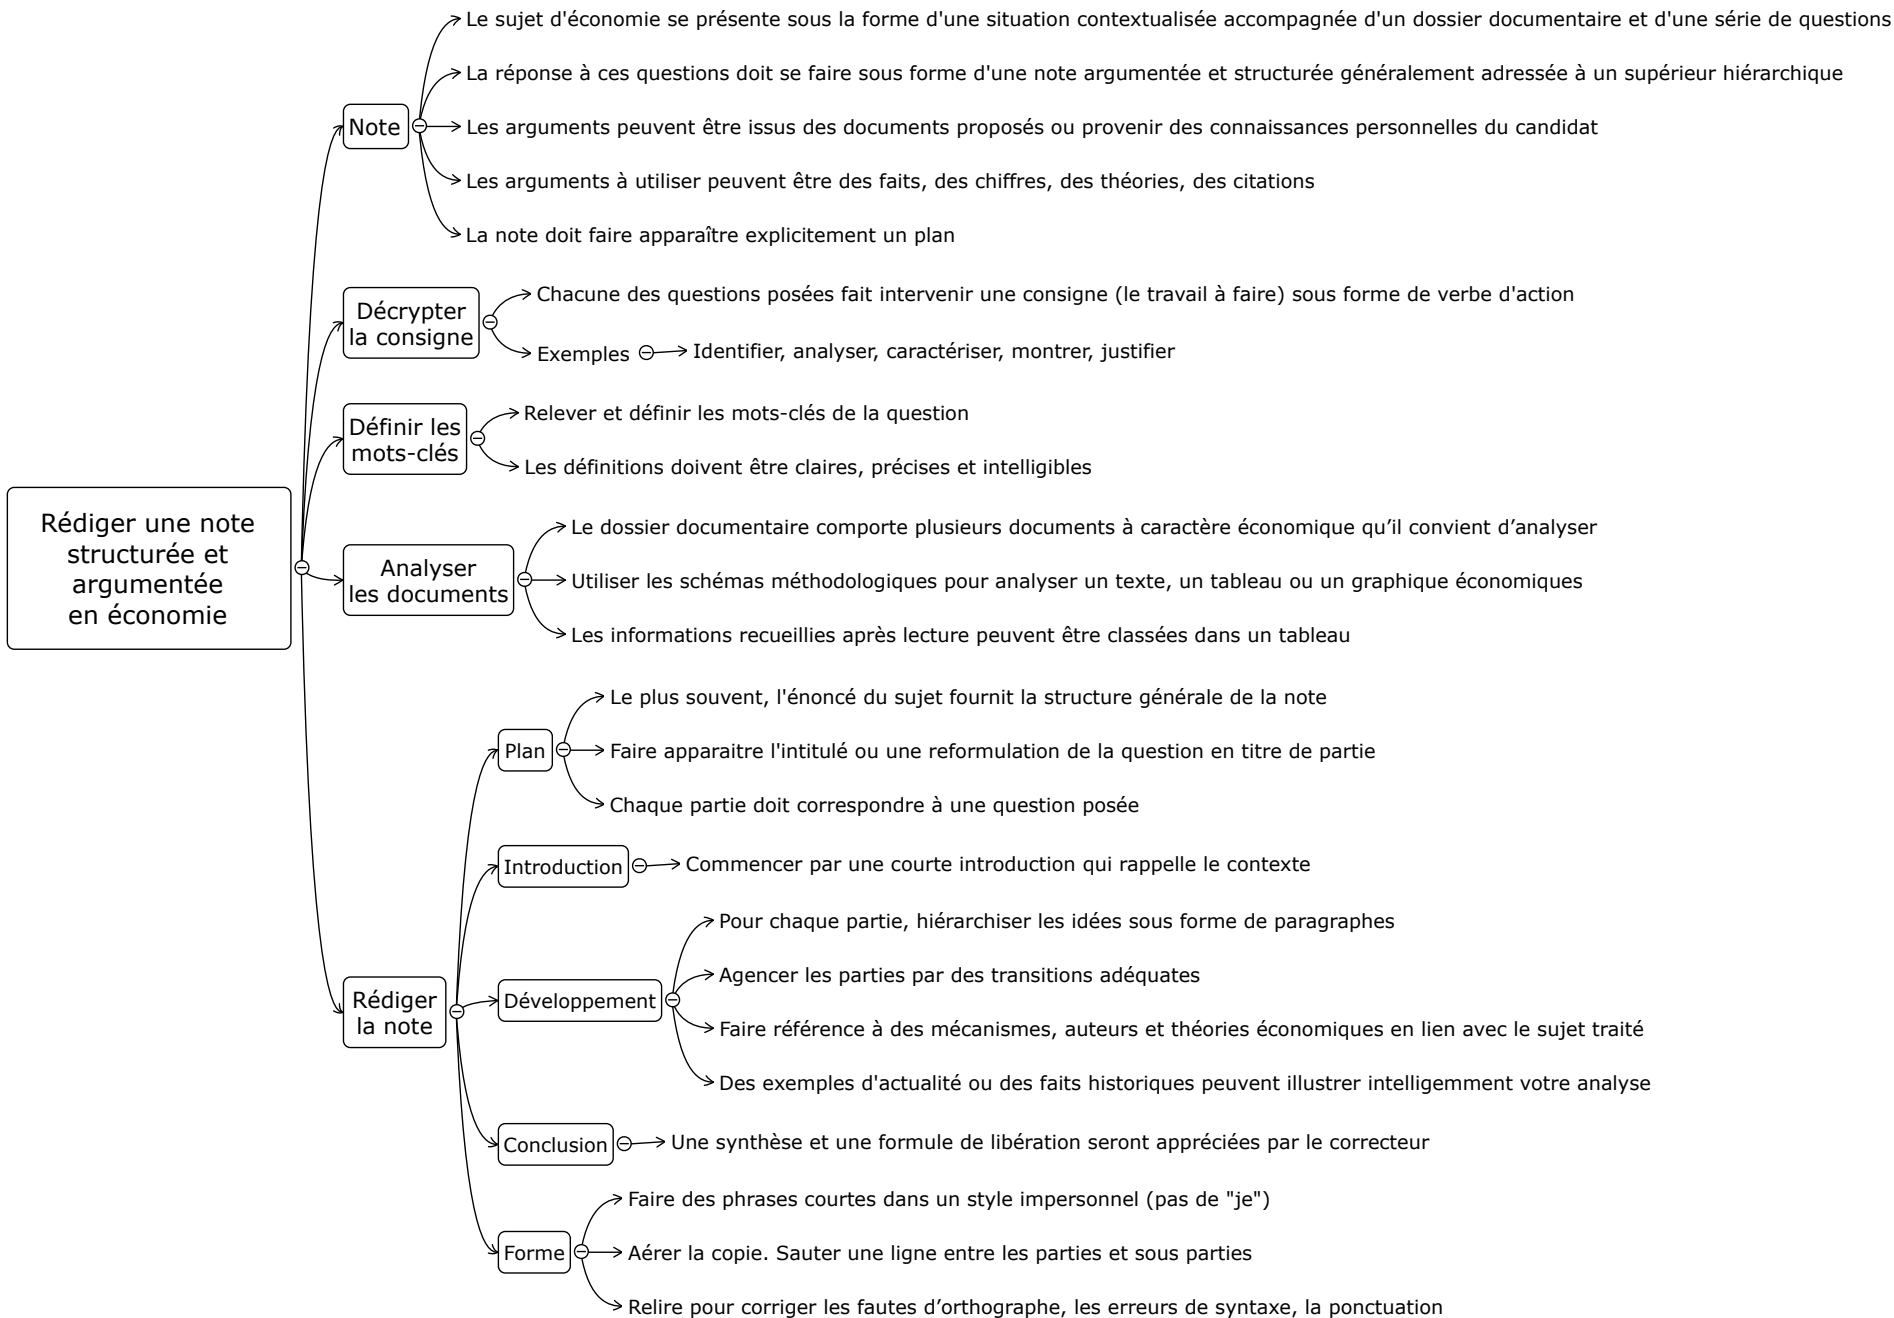 Rédiger une note
structurée et
argumentée
en économie
Note
Le sujet d'économie se présente sous la forme d'une situation contextualisée accompagnée d'un dossier documentaire et d'une série de questions
La réponse à ces questions doit se faire sous forme d'une note argumentée et structurée généralement adressée à un supérieur hiérarchique
Les arguments peuvent être issus des documents proposés ou provenir des connaissances personnelles du candidat
Les arguments à utiliser peuvent être des faits, des chiffres, des théories, des citations
La note doit faire apparaître explicitement un plan
Décrypter
la consigne
Chacune des questions posées fait intervenir une consigne (le travail à faire) sous forme de verbe d'action
Exemples
Identifier, analyser, caractériser, montrer, justifier
Définir les
mots-clés
Relever et définir les mots-clés de la question
Les définitions doivent être claires, précises et intelligibles
Analyser
les documents
Le dossier documentaire comporte plusieurs documents à caractère économique qu’il convient d’analyser
Utiliser les schémas méthodologiques pour analyser un texte, un tableau ou un graphique économiques
Les informations recueillies après lecture peuvent être classées dans un tableau
Rédiger
la note
Plan
Le plus souvent, l'énoncé du sujet fournit la structure générale de la note
Faire apparaitre l'intitulé ou une reformulation de la question en titre de partie
Chaque partie doit correspondre à une question posée
Introduction
Commencer par une courte introduction qui rappelle le contexte
Développement
Pour chaque partie, hiérarchiser les idées sous forme de paragraphes
Agencer les parties par des transitions adéquates
Faire référence à des mécanismes, auteurs et théories économiques en lien avec le sujet traité
Des exemples d'actualité ou des faits historiques peuvent illustrer intelligemment votre analyse
Conclusion
Une synthèse et une formule de libération seront appréciées par le correcteur
Forme
Faire des phrases courtes dans un style impersonnel (pas de "je")
Aérer la copie. Sauter une ligne entre les parties et sous parties
Relire pour corriger les fautes d’orthographe, les erreurs de syntaxe, la ponctuation